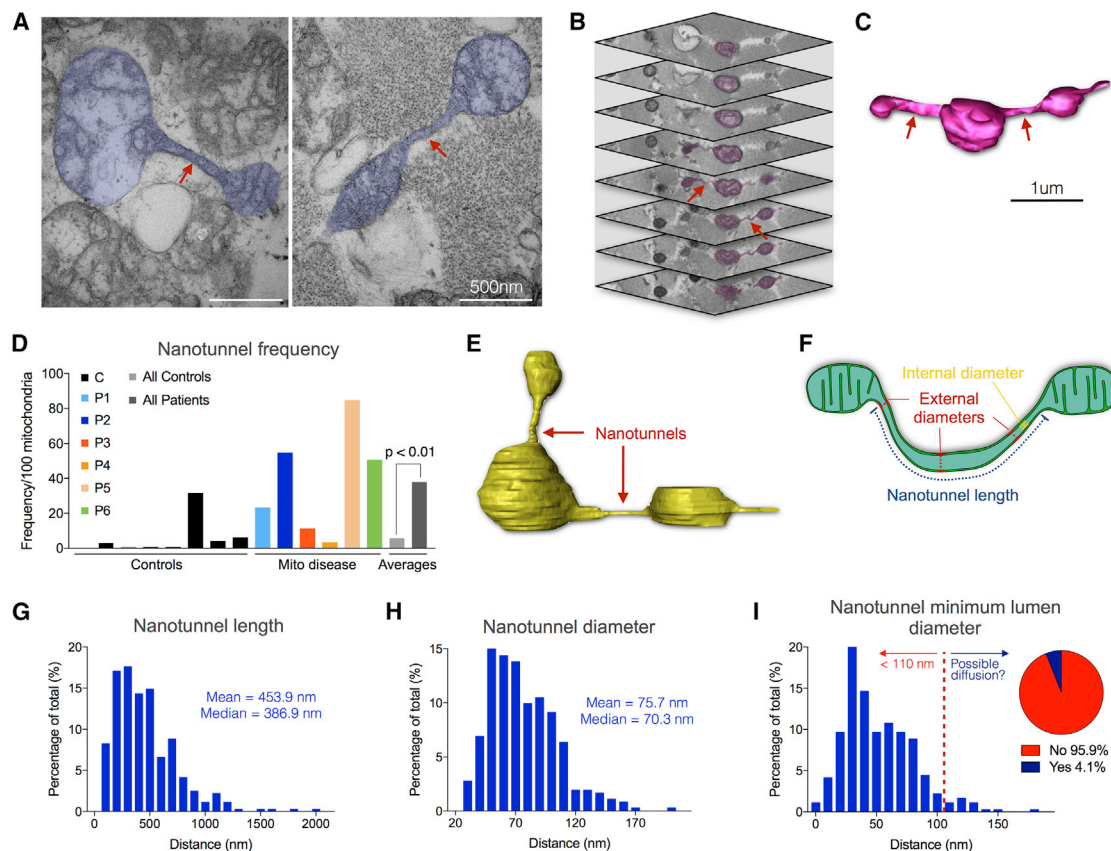 A
500nm
B
C
1um
D
Nanotunnel frequency
Frequency/100 mitochondria
100
80
60
40
20
0
C
P1
P2
P3
P4
P5
P6
All Controls
All Patients
p < 0.01
Controls
Mito disease
Averages
E
Nanotunnels
F
Internal diameter
External
diameters
Nanotunnel length
G
Nanotunnel length
Percentage of total (%)
20
15
10
5
0
Mean = 453.9 nm
Median = 386.9 nm
0
500
1000
1500
2000
Distance (nm)
H
Nanotunnel diameter
Percentage of total (%)
15
10
5
0
Mean = 75.7 nm
Median = 70.3 nm
20
70
120
170
Distance (nm)
I
Nanotunnel minimum lumen
diameter
Percentage of total (%)
20
15
10
5
0
< 110 nm
Possible
diffusion?
No 95.9%
Yes 4.1%
0
50
100
150
Distance (nm)